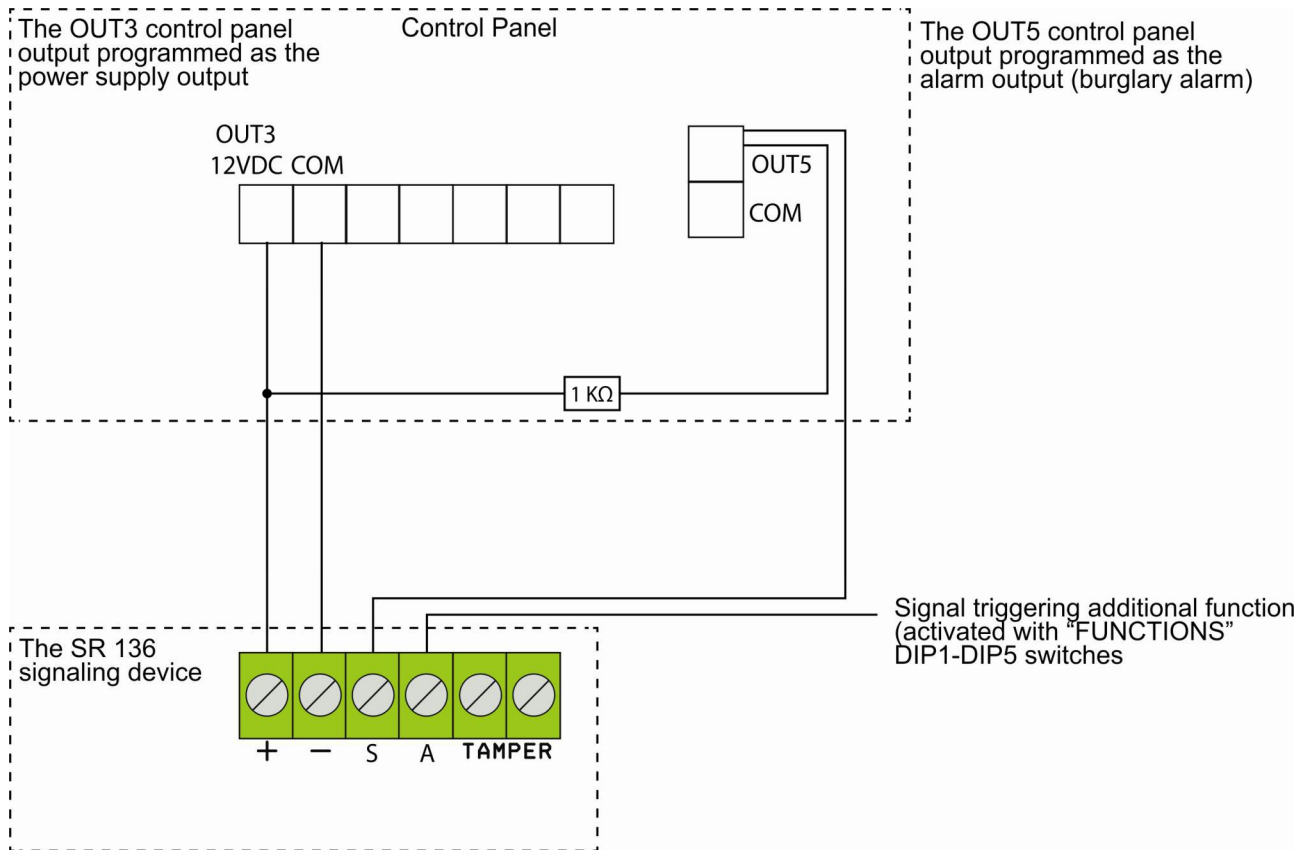 The OUT3 control panel
output programmed as the
power supply output
Control Panel
The OUT5 control panel
output programmed as the
alarm output (burglary alarm)
OUT3
12VDC COM
OUT5
COM
1 KΩ
Signal triggering additional function
(activated with “FUNCTIONS”
DIP1-DIP5 switches
The SR 136
signaling device
+ − S A TAMPER